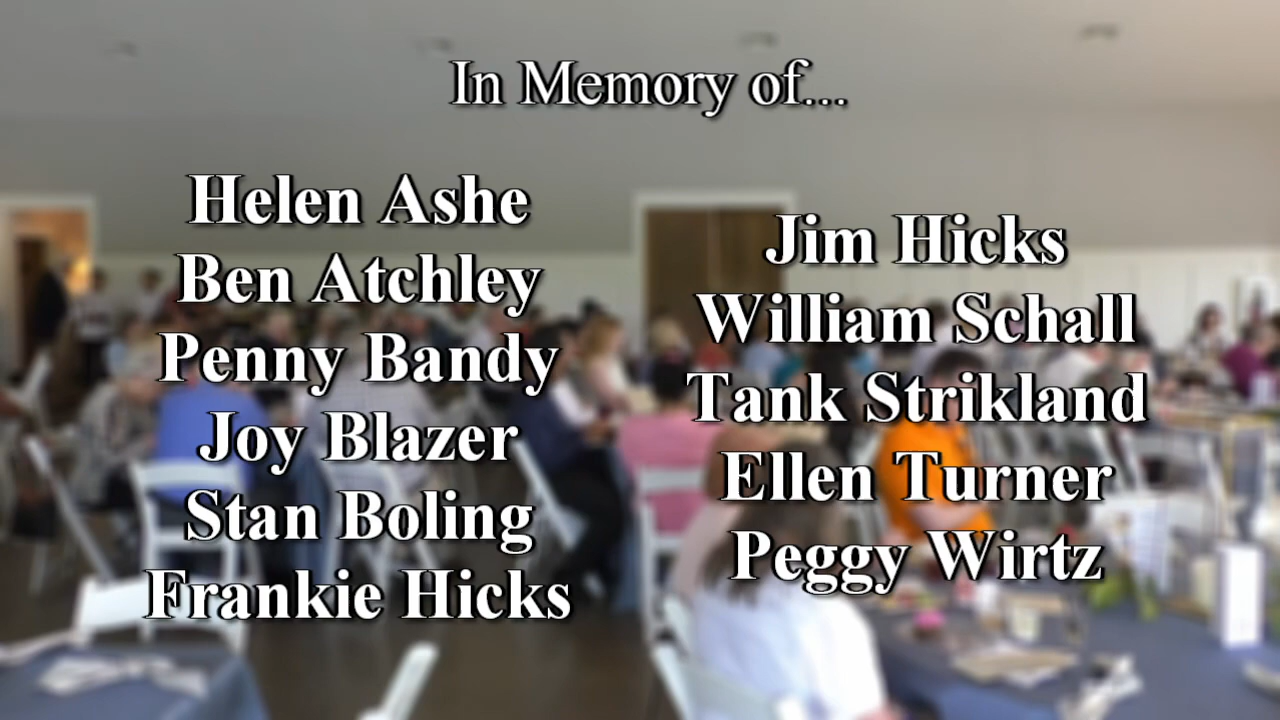 In Memory of...
Helen Ashe
Ben Atchley
Penny Bandy
Joy Blazer
Stan Boling
Frankie Hicks
Jim Hicks
William Schall
Tank Strikland
Ellen Turner
Peggy Wirtz